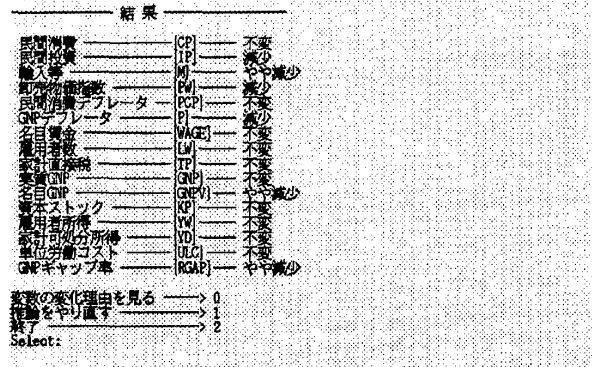 結 果
民間消費 [CP] 不変
民間投資 [IP] 減少
輸入等 [M] やや減少
卸売物価指数 [PW] 減少
民間消費デフレータ [PCP] 不変
GNPデフレータ [P] 減少
名目賃金 [WAGE] 不変
雇用者数 [LW] 不変
家計直接税 [TP] 不変
実質GNP [GNP] 不変
名目GNP [GNPV] やや減少
資本ストック [KP] 不変
雇用者所得 [YW] 不変
家計可処分所得 [YD] 不変
単位労働コスト [ULC] 不変
GNPギャップ率 [RGAP] やや減少
変数の変化理由を見る ——> 0
推論をやり直す ——> 1
終了 ——> 2
Select: